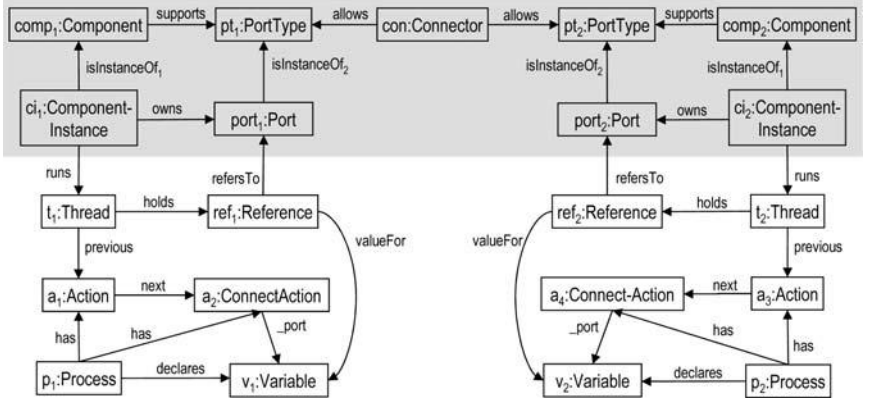 comp₁:Component supports pt₁:PortType allows con:Connector allows pt₂:PortType supports comp₂:Component
isInstanceOf₁ isInstanceOf₂ isInstanceOf₂ isInstanceOf₁
ci₁:Component-
Instance
owns
port₁:Port
port₂:Port
owns
ci₂:Component-
Instance
runs refersTo refersTo runs
t₁:Thread holds ref₁:Reference ref₂:Reference holds t₂:Thread
previous valueFor valueFor previous
a₁:Action next a₂:ConnectAction a₄:Connect-Action next a₃:Action
has has _port _port has has
p₁:Process declares v₁:Variable v₂:Variable declares p₂:Process